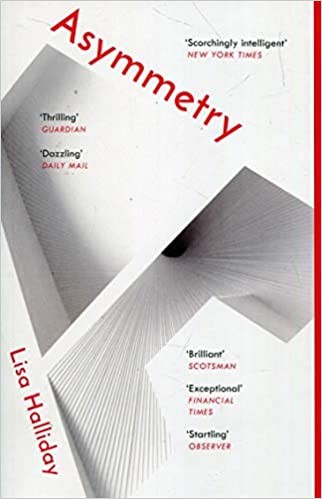 Asymmetry
‘Scorchingly intelligent’
NEW YORK TIMES
‘Thrilling’
GUARDIAN
‘Dazzling’
DAILY MAIL
‘Brilliant’
SCOTSMAN
‘Exceptional’
FINANCIAL
TIMES
‘Startling’
OBSERVER
Lisa Halliday